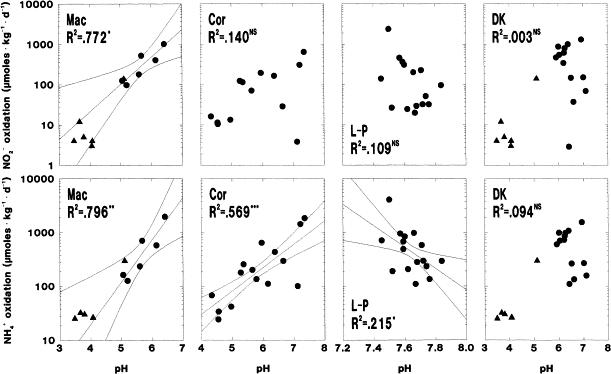 NO₂⁻ oxidation (µmoles · kg⁻¹ · d⁻¹)
10000
1000
100
10
1
Mac
R²=.772*
Cor
R²=.140ᴺˢ
L-P
R²=.109ᴺˢ
DK
R²=.003ᴺˢ
NH₄⁺ oxidation (µmoles · kg⁻¹ · d⁻¹)
10000
1000
100
10
Mac
R²=.796**
Cor
R²=.569***
L-P
R²=.215*
DK
R²=.094ᴺˢ
3 4 5 6 7
4 5 6 7 8
7.2 7.4 7.6 7.8 8.0
3 4 5 6 7 8
pH pH pH pH